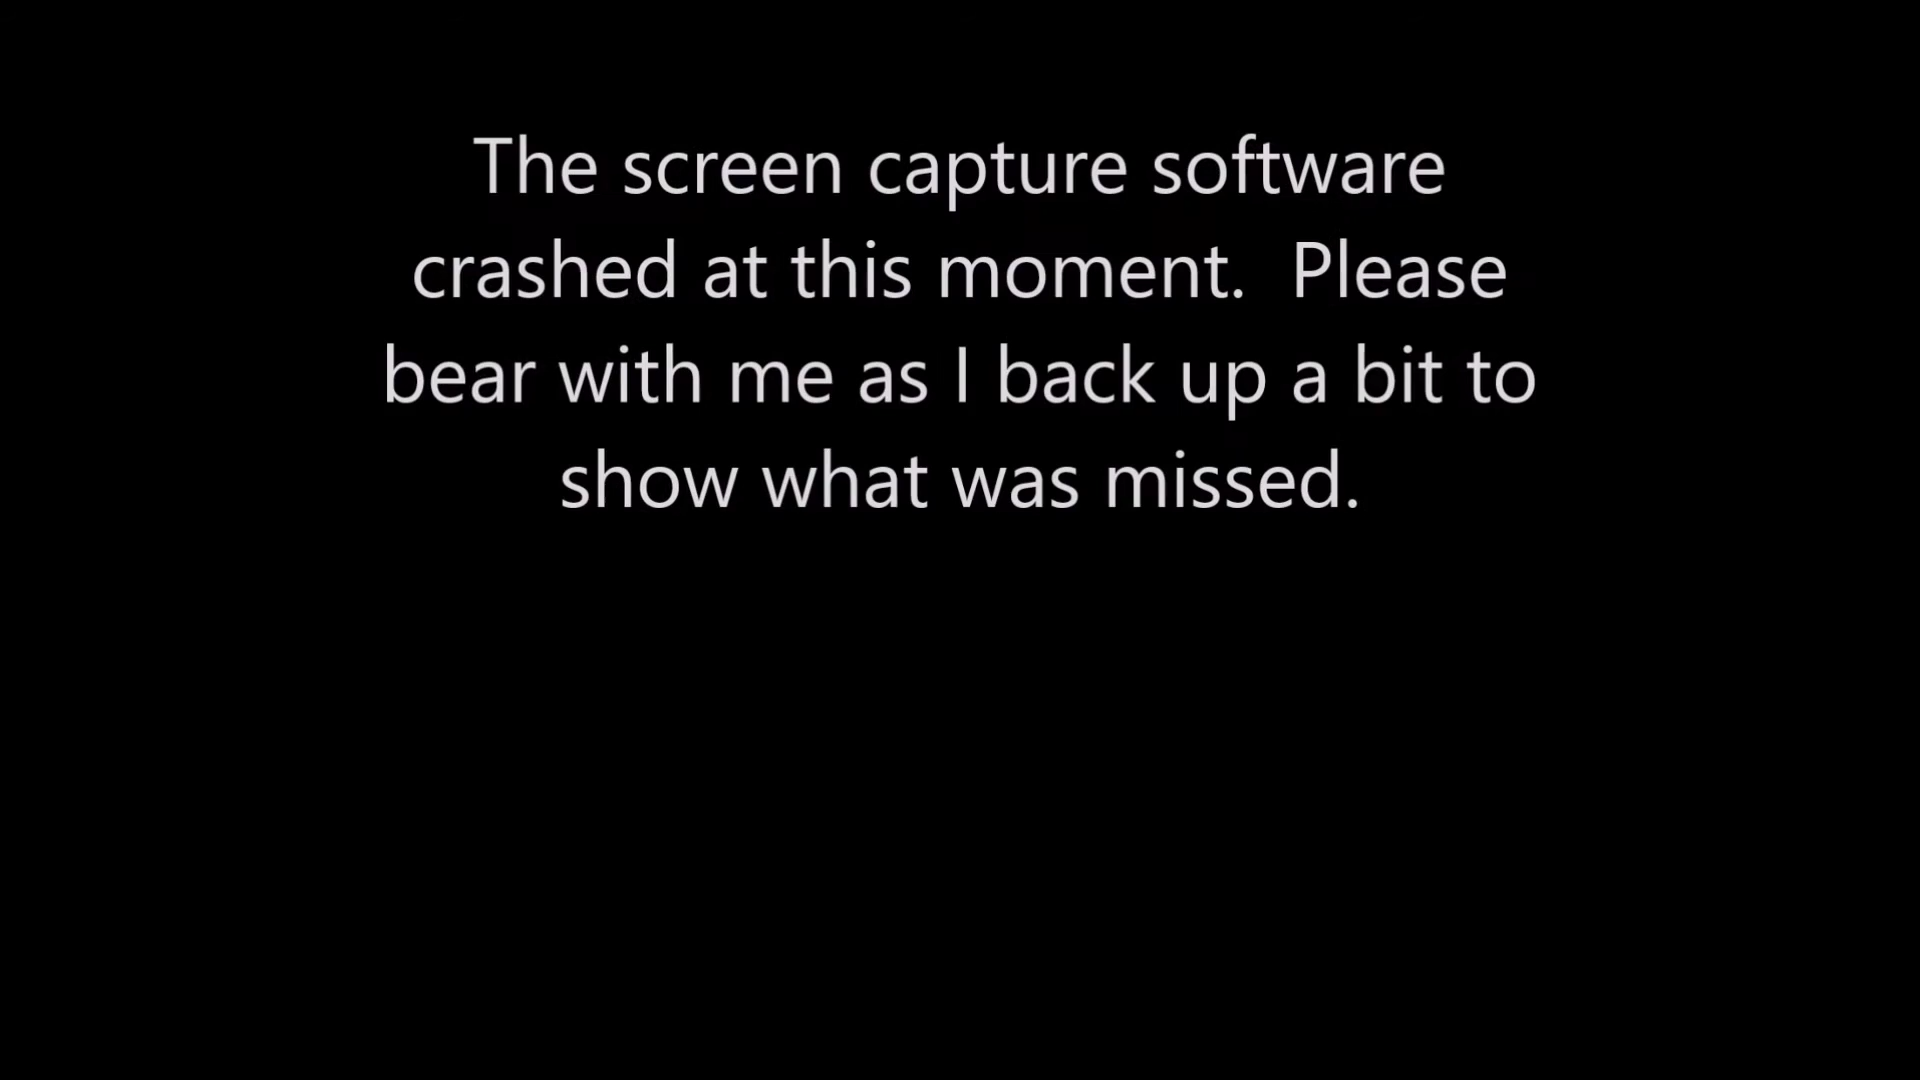 The screen capture software
crashed at this moment.  Please
bear with me as I back up a bit to
show what was missed.